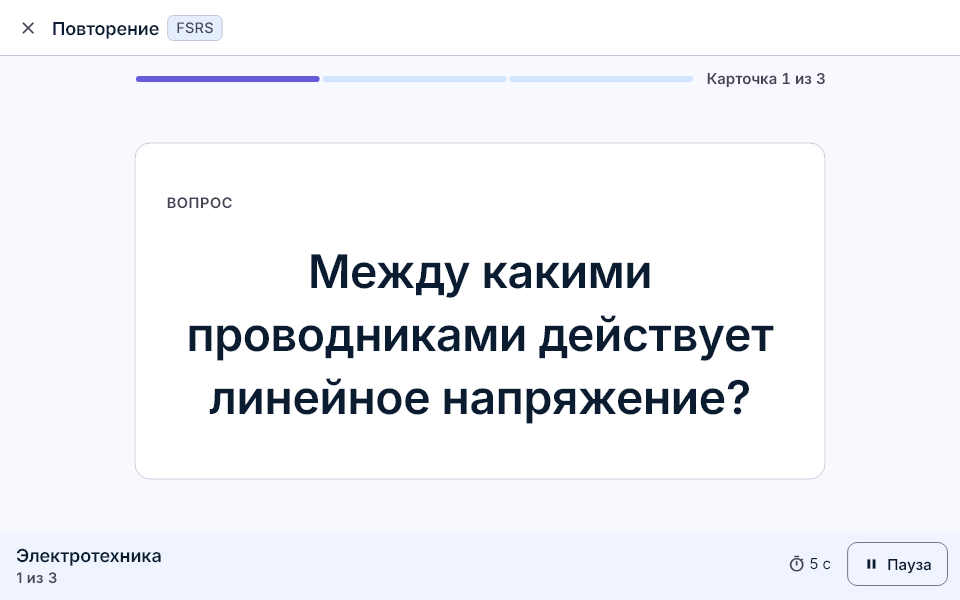 Повторение FSRS
Карточка 1 из 3
ВОПРОС
Между какими
проводниками действует
линейное напряжение?
Электротехника
1 из 3
5 с
Пауза